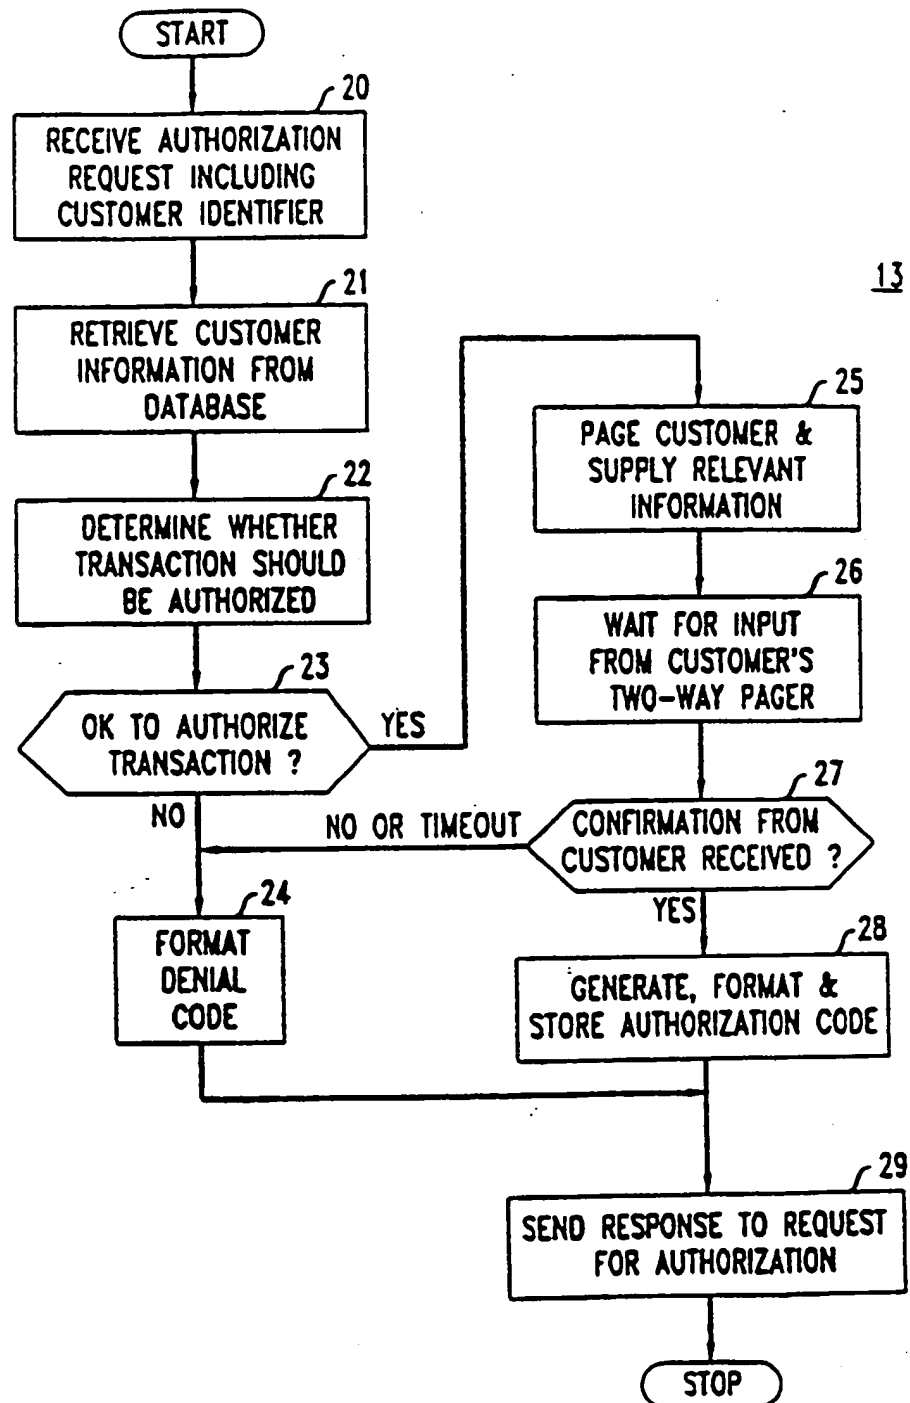 START
20
RECEIVE AUTHORIZATION
REQUEST INCLUDING
CUSTOMER IDENTIFIER
21
RETRIEVE CUSTOMER
INFORMATION FROM
DATABASE
22
DETERMINE WHETHER
TRANSACTION SHOULD
BE AUTHORIZED
23
OK TO AUTHORIZE
TRANSACTION ?
YES
NO
24
FORMAT
DENIAL
CODE
13
25
PAGE CUSTOMER &
SUPPLY RELEVANT
INFORMATION
26
WAIT FOR INPUT
FROM CUSTOMER'S
TWO-WAY PAGER
27
CONFIRMATION FROM
CUSTOMER RECEIVED ?
NO OR TIMEOUT
YES
28
GENERATE, FORMAT &
STORE AUTHORIZATION CODE
29
SEND RESPONSE TO REQUEST
FOR AUTHORIZATION
STOP